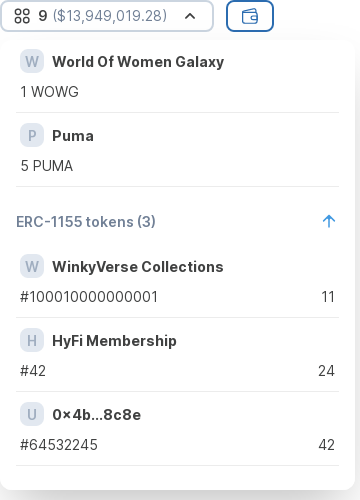 9 ($13,949,019.28)
W World Of Women Galaxy
1 WOWG
P Puma
5 PUMA
ERC-1155 tokens (3)
W WinkyVerse Collections
#100010000000001 11
H HyFi Membership
#42 24
U 0x4b...8c8e
#64532245 42